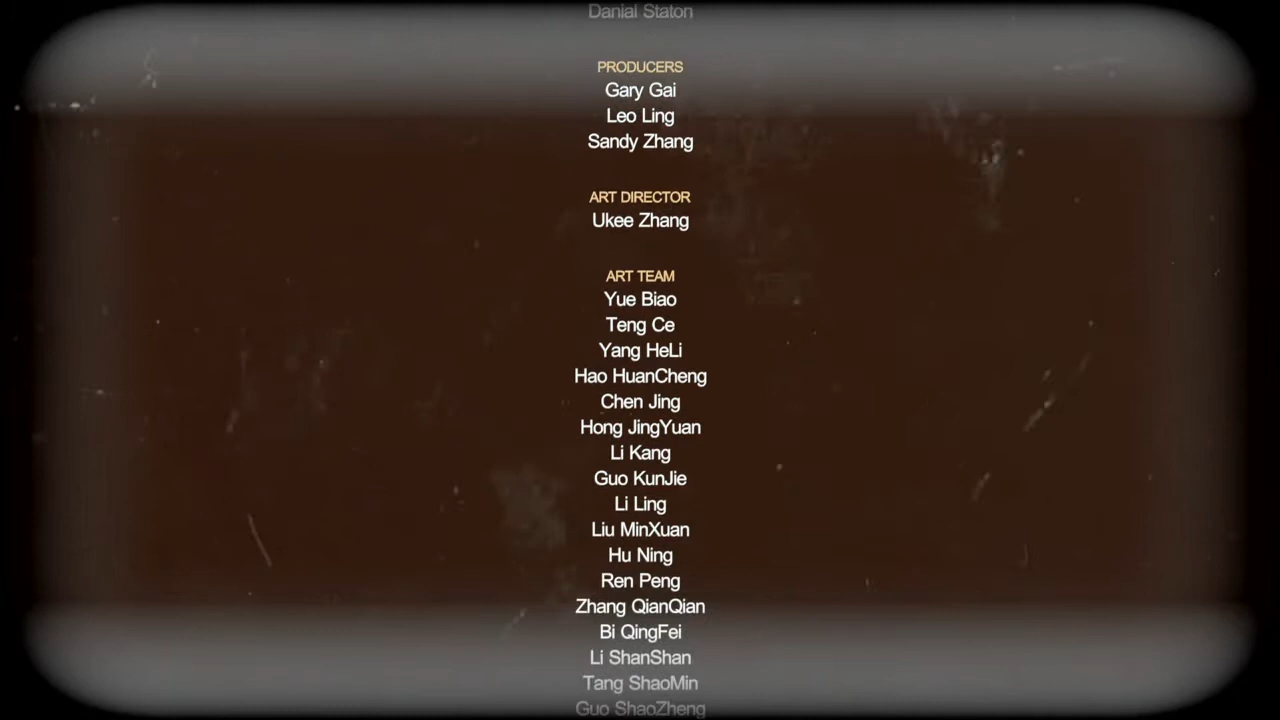 Danial Staton
PRODUCERS
Gary Gai
Leo Ling
Sandy Zhang
ART DIRECTOR
Ukee Zhang
ART TEAM
Yue Biao
Teng Ce
Yang HeLi
Hao HuanCheng
Chen Jing
Hong JingYuan
Li Kang
Guo KunJie
Li Ling
Liu MinXuan
Hu Ning
Ren Peng
Zhang QianQian
Bi QingFei
Li ShanShan
Tang ShaoMin
Guo ShaoZheng